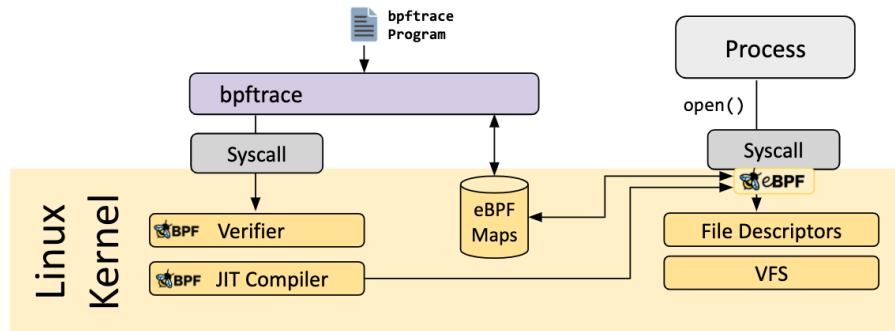 bpftrace
Program
Process
bpftrace
open()
Syscall
Syscall
eBPF
Linux
Kernel
eBPF
Maps
BPF Verifier
File Descriptors
BPF JIT Compiler
VFS